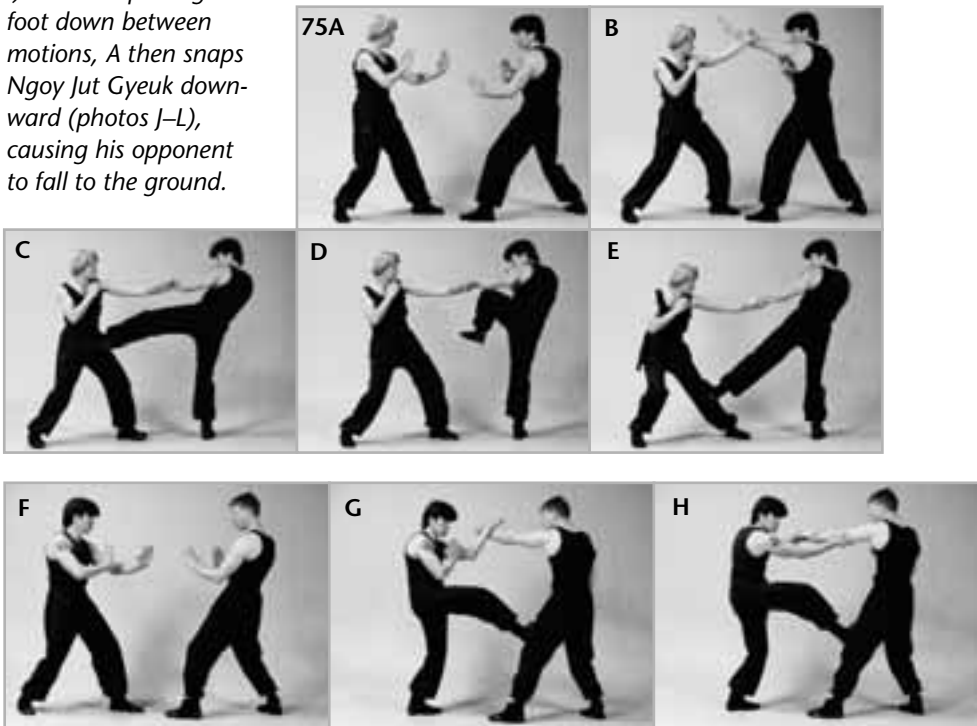 foot down between
motions, A then snaps
Ngoy Jut Gyeuk down-
ward (photos J–L),
causing his opponent
to fall to the ground.
75A
B
C
D
E
F
G
H